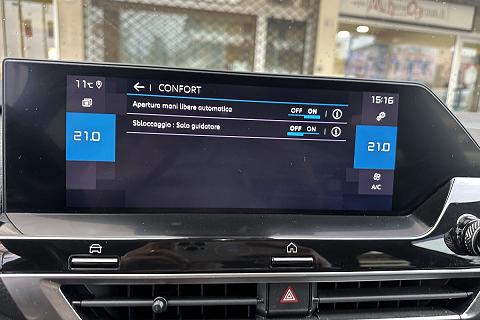 11°C
CONFORT
15:16
Apertura mani libere automatica
OFF ON
Sbloccaggio : Solo guidatore
OFF ON
21.0
21.0
A/C